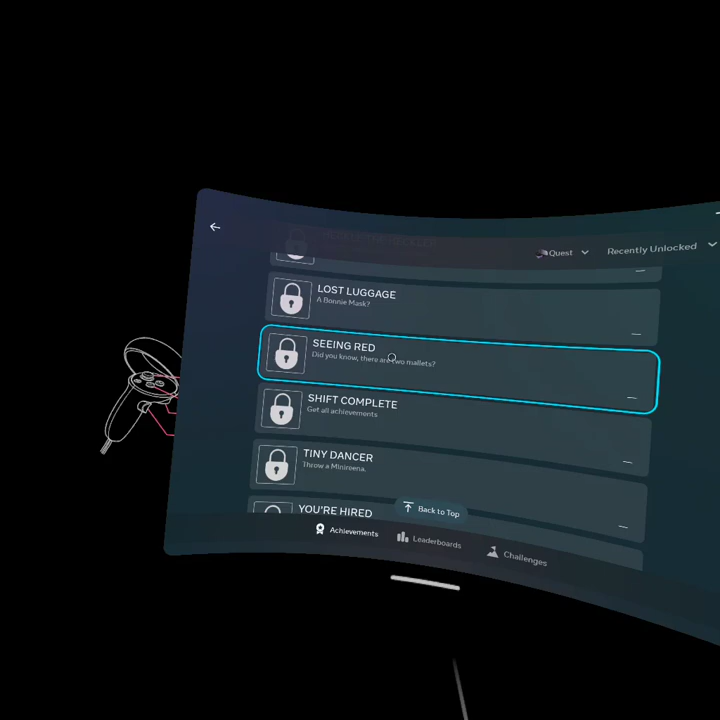 Quest
Recently Unlocked
LOST LUGGAGE
A Bonnie Mask?
SEEING RED
Did you know, there are two mallets?
SHIFT COMPLETE
Get all achievements
TINY DANCER
Throw a Minireena.
YOU'RE HIRED
Back to Top
Achievements
Leaderboards
Challenges